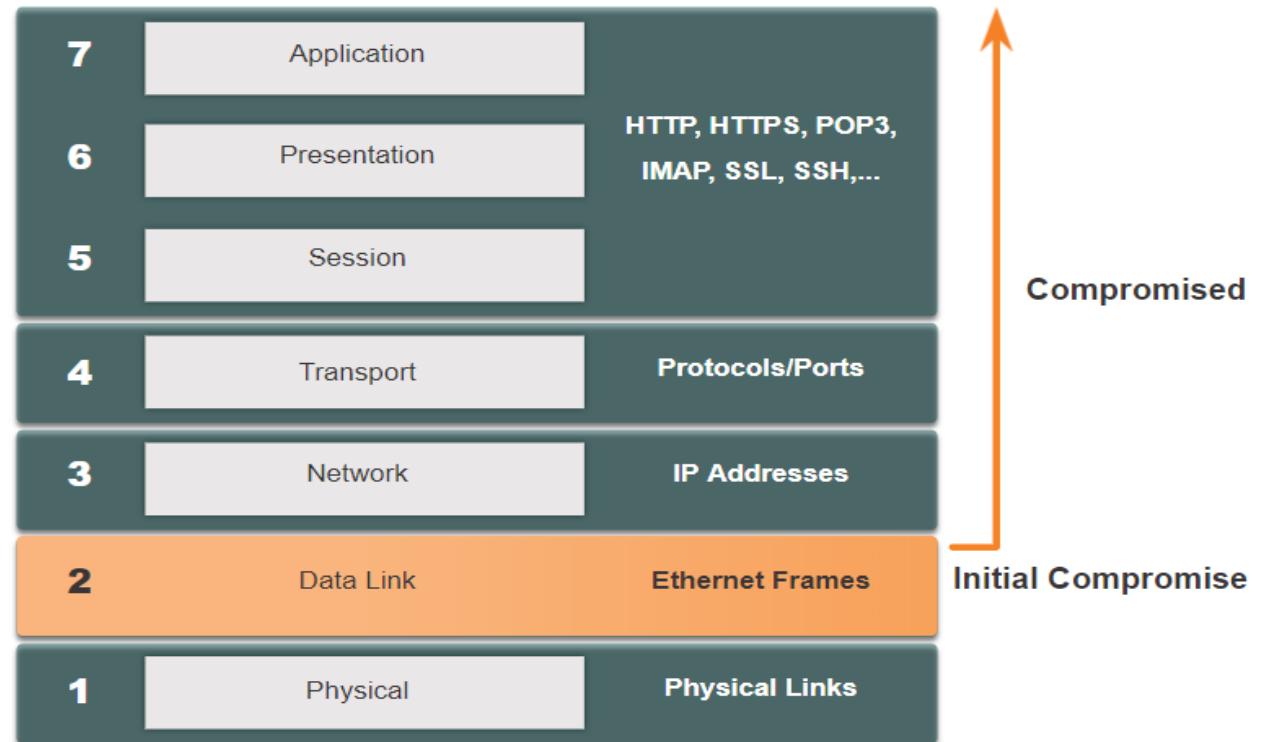 7 Application
HTTP, HTTPS, POP3,
6 Presentation
IMAP, SSL, SSH,...
5 Session
Compromised
4 Transport Protocols/Ports
3 Network IP Addresses
2 Data Link Ethernet Frames Initial Compromise
1 Physical Physical Links